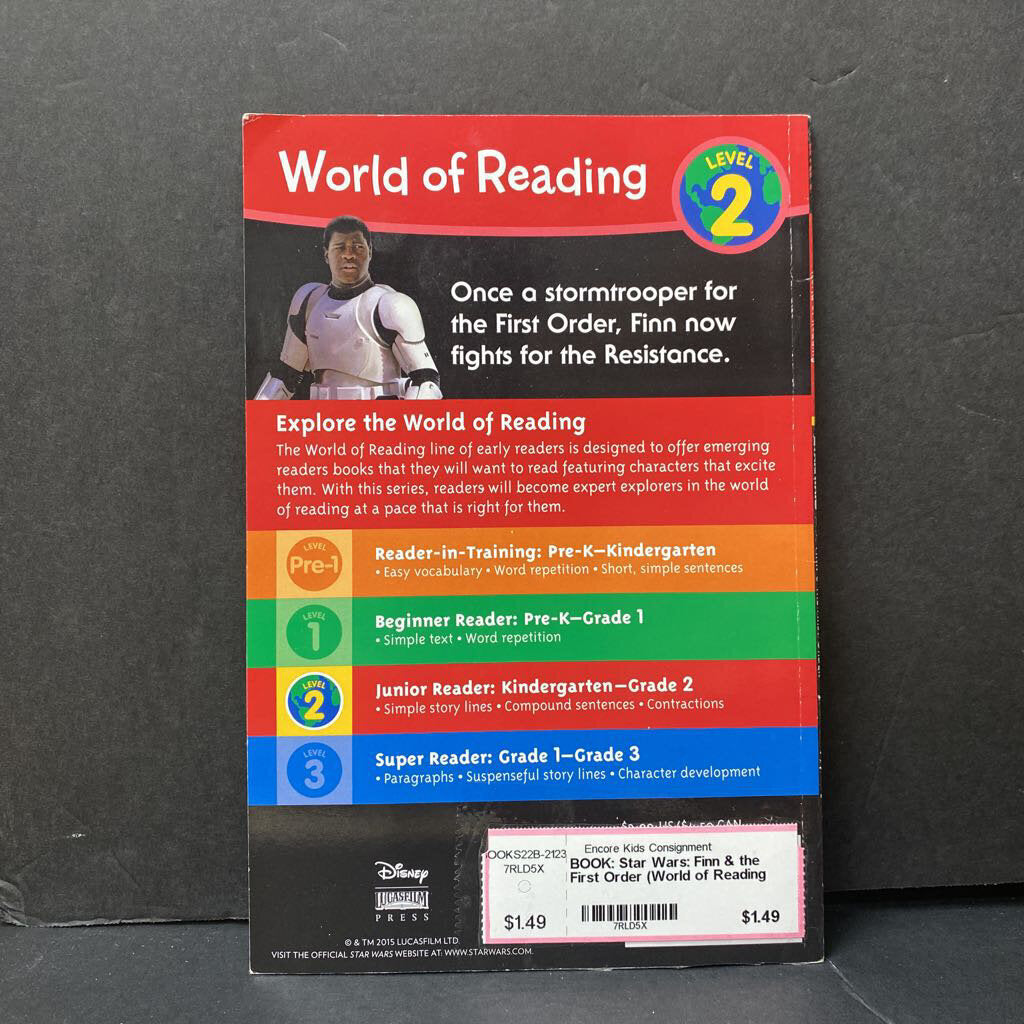 World of Reading
LEVEL
2
Once a stormtrooper for
the First Order, Finn now
fights for the Resistance.
Explore the World of Reading
The World of Reading line of early readers is designed to offer emerging
readers books that they will want to read featuring characters that excite
them. With this series, readers will become expert explorers in the world
of reading at a pace that is right for them.
LEVEL
Pre-1
Reader-in-Training: Pre-K—Kindergarten
• Easy vocabulary • Word repetition • Short, simple sentences
LEVEL
1
Beginner Reader: Pre-K—Grade 1
• Simple text • Word repetition
LEVEL
2
Junior Reader: Kindergarten—Grade 2
• Simple story lines • Compound sentences • Contractions
LEVEL
3
Super Reader: Grade 1—Grade 3
• Paragraphs • Suspenseful story lines • Character development
Disney
LUCASFILM
PRESS
OOKS22B-2123
7RLD5X
$1.49
Encore Kids Consignment
BOOK: Star Wars: Finn & the
First Order (World of Reading
7RLD5X
$1.49
© & TM 2015 LUCASFILM LTD.
VISIT THE OFFICIAL STAR WARS WEBSITE AT: WWW.STARWARS.COM.